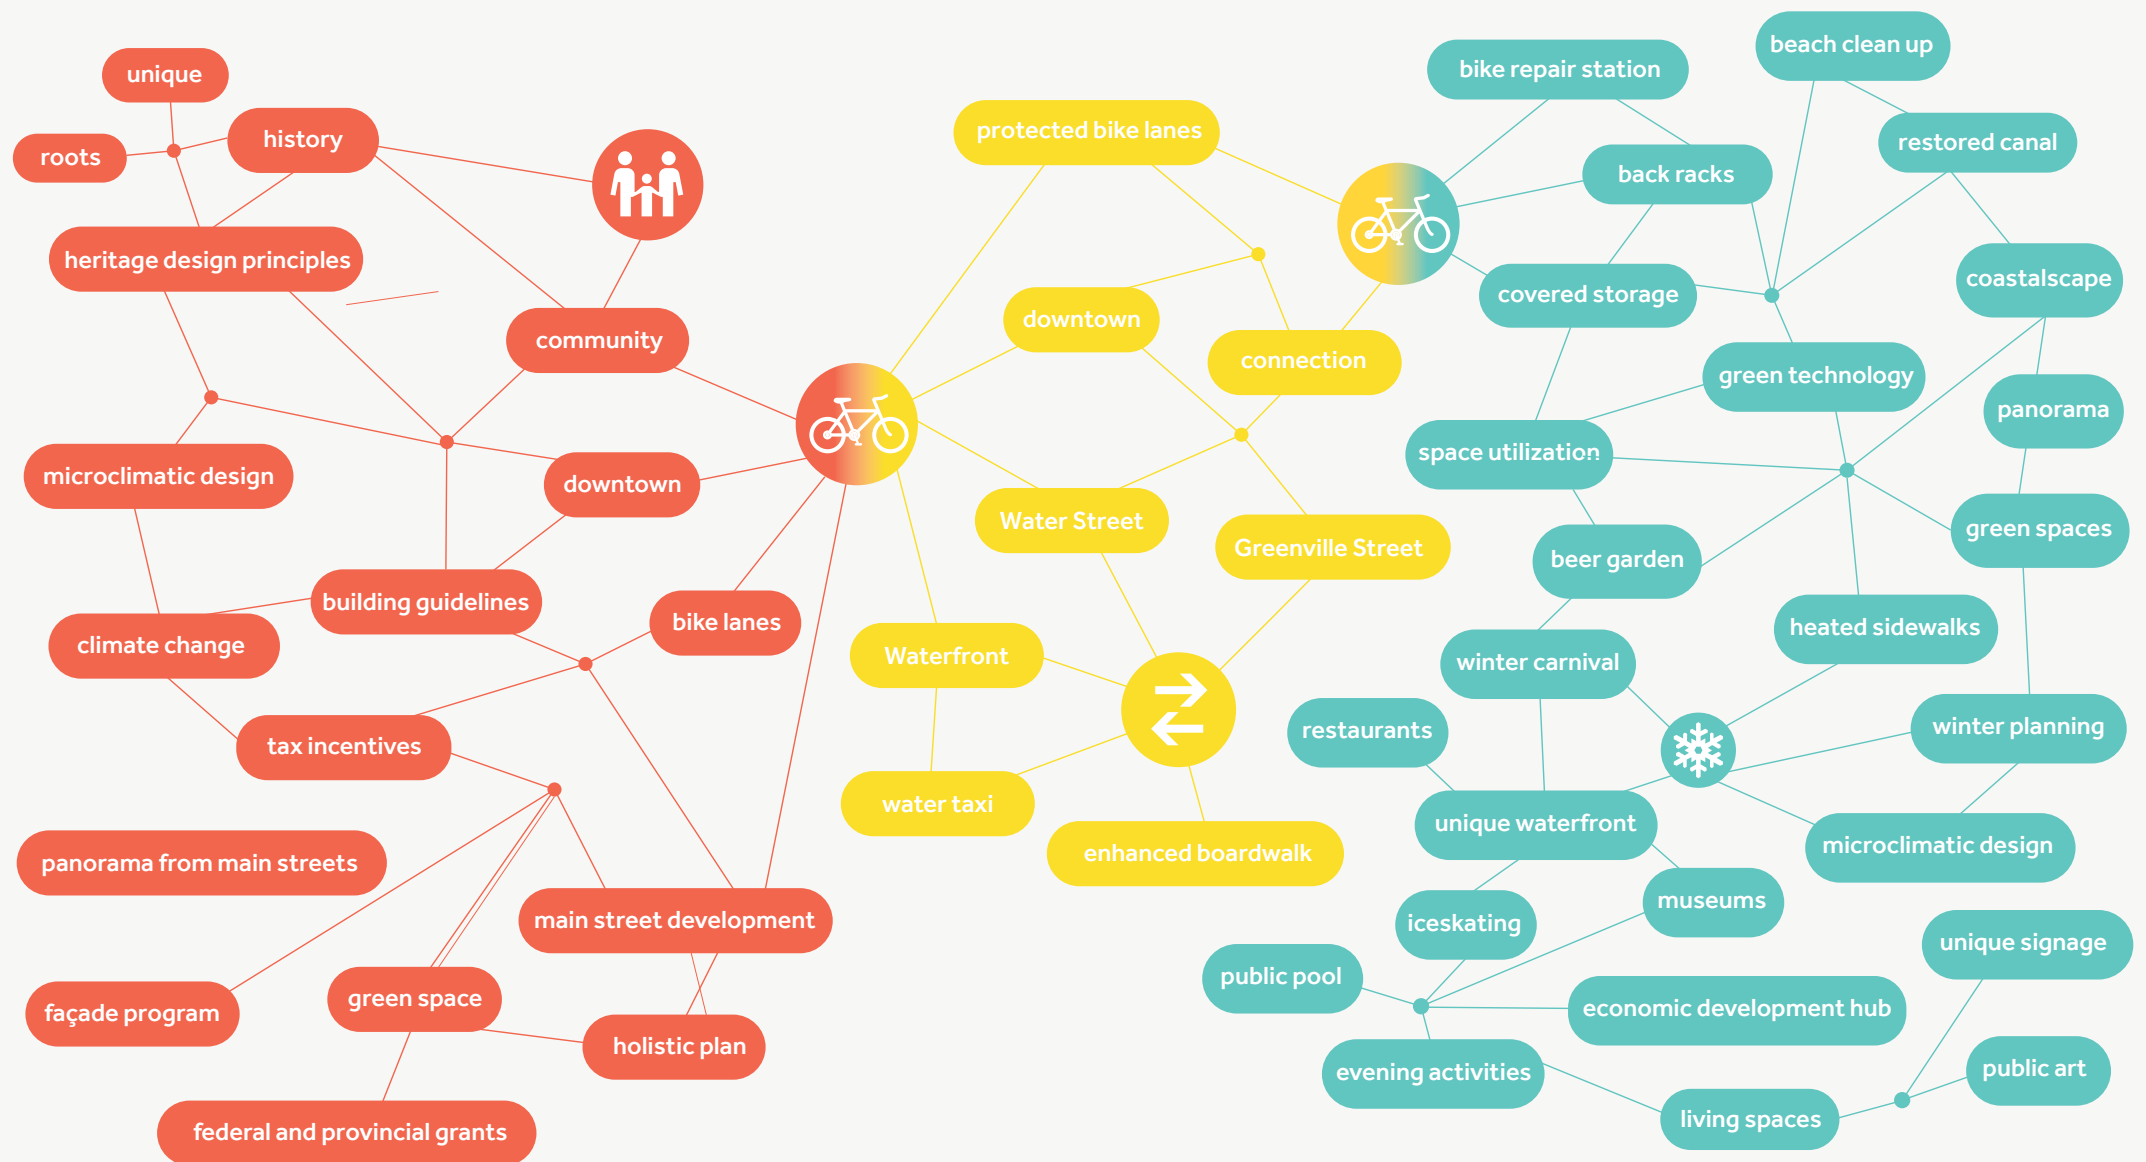 unique
history
roots
heritage design principles
community
microclimatic design
downtown
building guidelines
climate change
bike lanes
tax incentives
panorama from main streets
main street development
façade program
green space
holistic plan
federal and provincial grants
protected bike lanes
downtown
connection
Water Street
Greenville Street
Waterfront
water taxi
enhanced boardwalk
beach clean up
bike repair station
restored canal
back racks
coastalscape
covered storage
green technology
panorama
space utilization
green spaces
beer garden
heated sidewalks
winter carnival
restaurants
winter planning
unique waterfront
microclimatic design
museums
iceskating
unique signage
public pool
economic development hub
evening activities
public art
living spaces